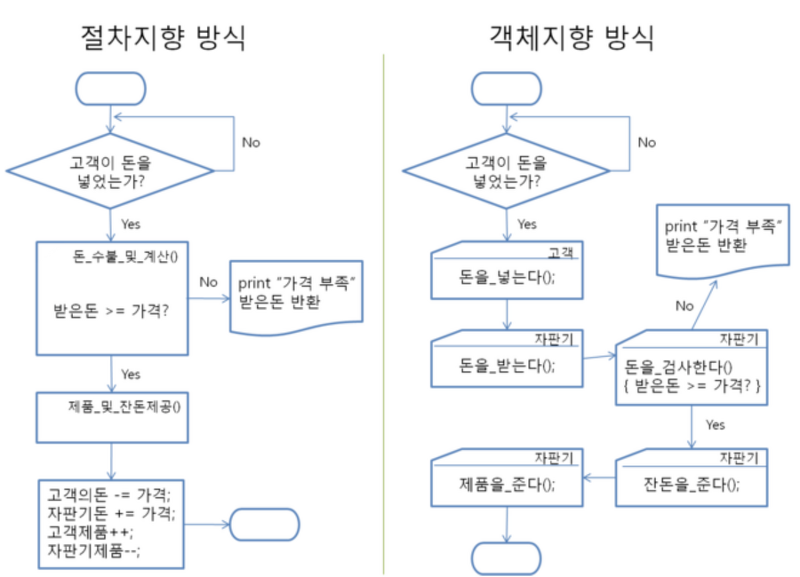 절차지향 방식
고객이 돈을
넣었는가?
No
Yes
돈_수불_및_계산()
받은돈 >= 가격?
No
print "가격 부족"
받은돈 반환
Yes
제품_및_잔돈제공()
고객의돈 -= 가격;
자판기돈 += 가격;
고객제품++;
자판기제품--;
객체지향 방식
고객이 돈을
넣었는가?
No
Yes
고객
돈을_넣는다();
자판기
돈을_받는다();
자판기
돈을_검사한다()
{ 받은돈 >= 가격? }
No
print "가격 부족"
받은돈 반환
Yes
자판기
잔돈을_준다();
자판기
제품을_준다();